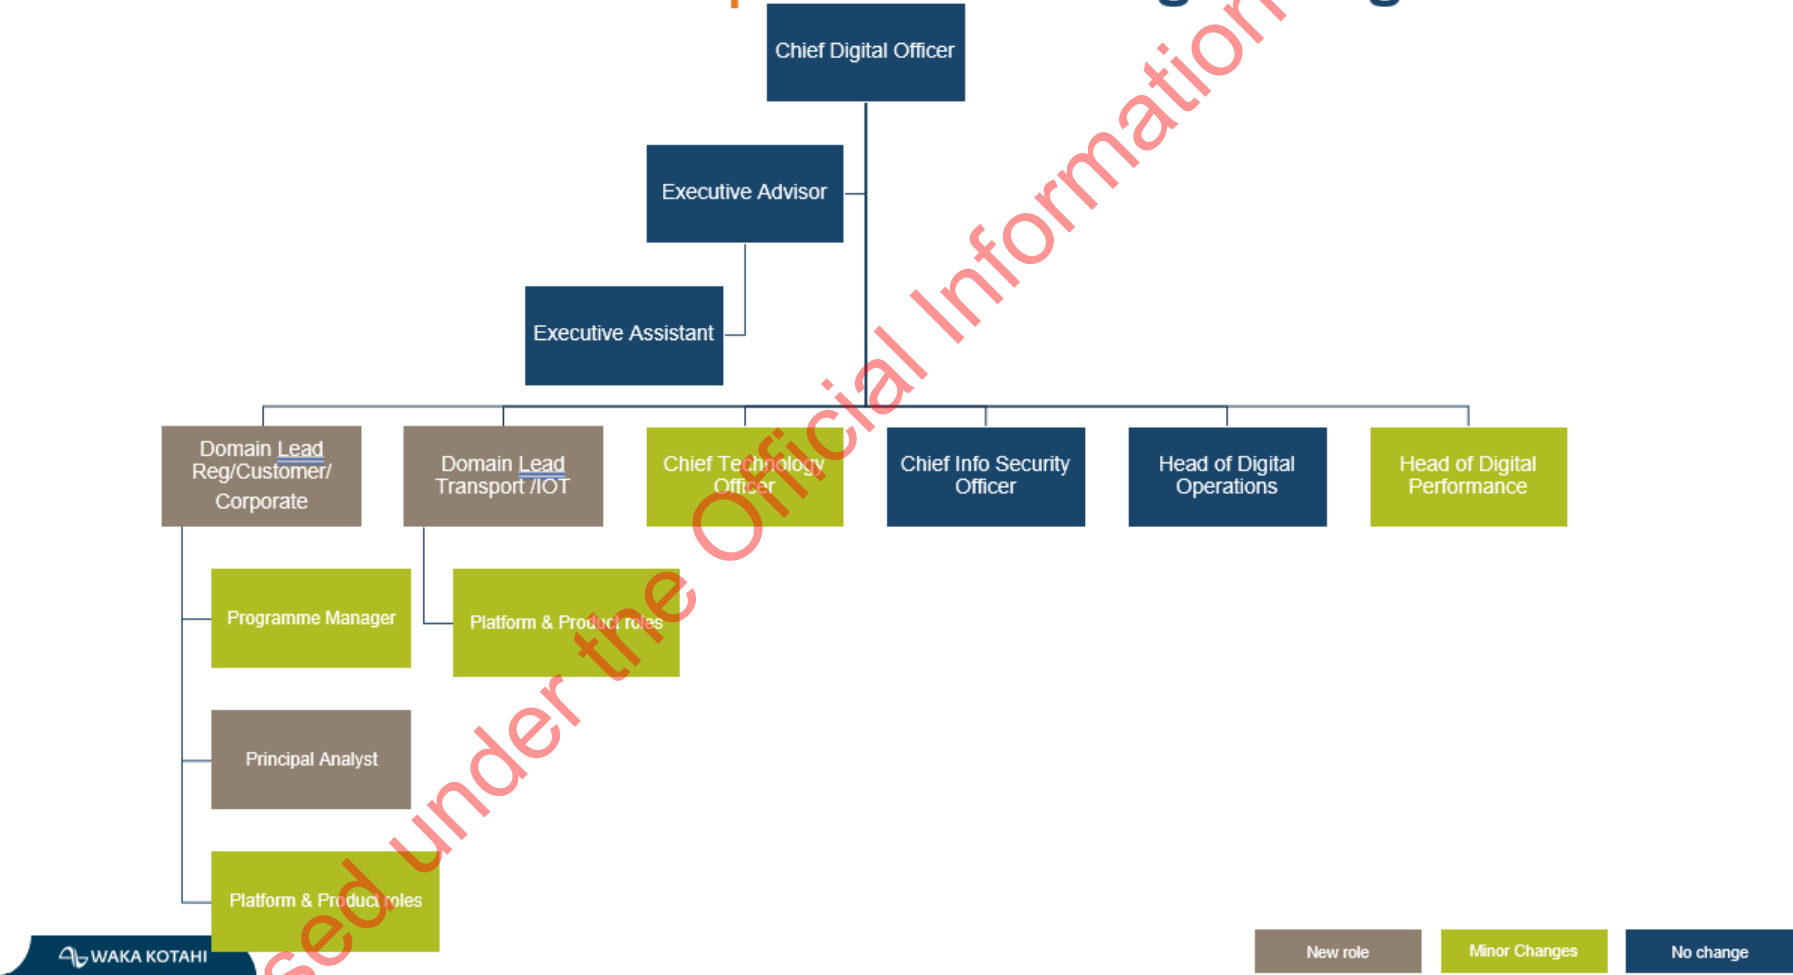 Chief Digital Officer
Executive Advisor
Executive Assistant
Domain Lead
Reg/Customer/
Corporate
Domain Lead
Transport /IOT
Chief Technology
Officer
Chief Info Security
Officer
Head of Digital
Operations
Head of Digital
Performance
Programme Manager
Platform & Product roles
Principal Analyst
Platform & Product roles
sed under the Official Information
WAKA KOTAHI
New role
Minor Changes
No change